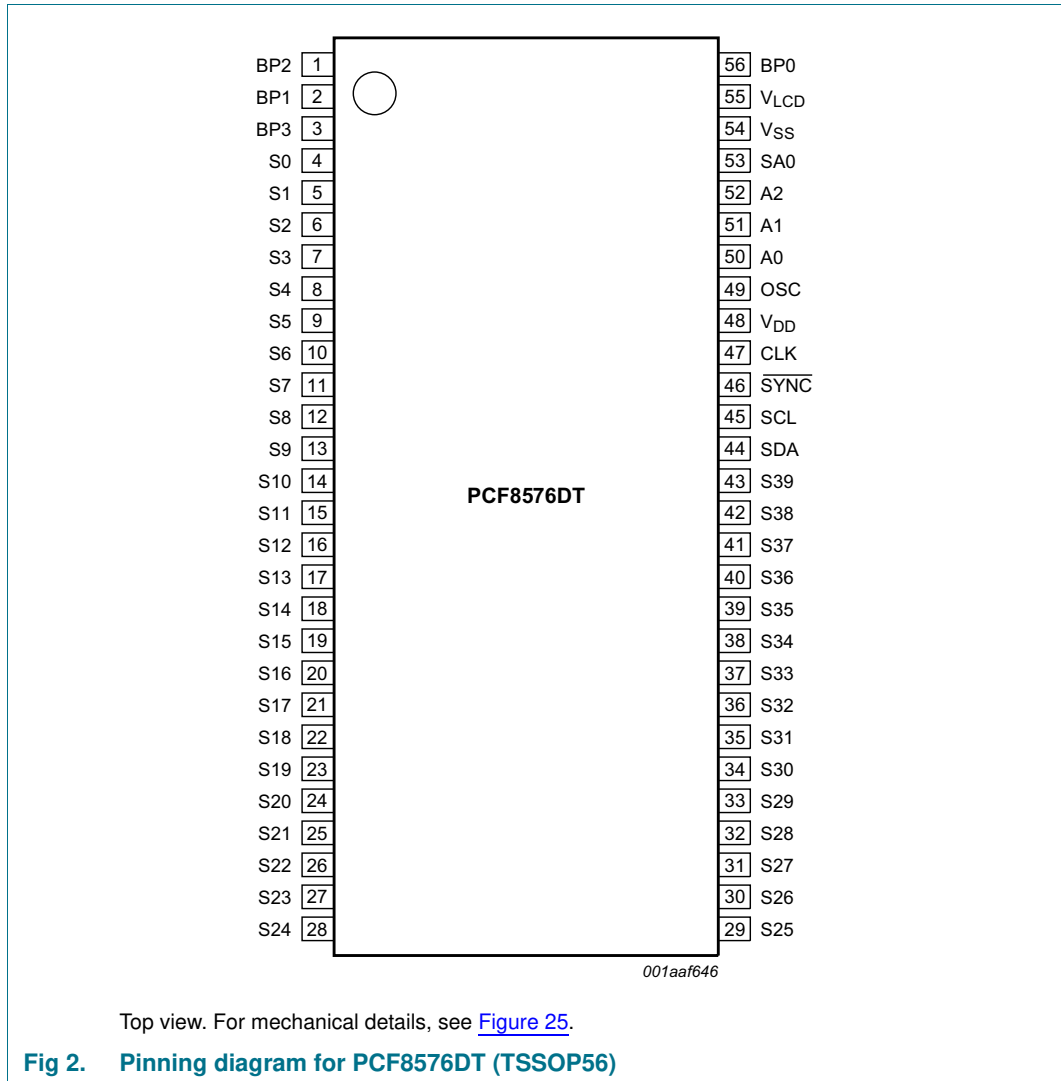 BP2 1 56 BP0
BP1 2 55 VLCD
BP3 3 54 VSS
S0 4 53 SA0
S1 5 52 A2
S2 6 51 A1
S3 7 50 A0
S4 8 49 OSC
S5 9 48 VDD
S6 10 47 CLK
S7 11 46 SYNC
S8 12 45 SCL
S9 13 44 SDA
S10 14 43 S39
PCF8576DT
S11 15 42 S38
S12 16 41 S37
S13 17 40 S36
S14 18 39 S35
S15 19 38 S34
S16 20 37 S33
S17 21 36 S32
S18 22 35 S31
S19 23 34 S30
S20 24 33 S29
S21 25 32 S28
S22 26 31 S27
S23 27 30 S26
S24 28 29 S25
001aaf646
Top view. For mechanical details, see Figure 25.
Fig 2. Pinning diagram for PCF8576DT (TSSOP56)